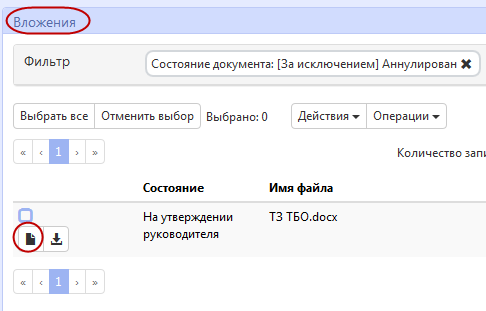 Вложения
Фильтр
Состояние документа: [За исключением] Аннулирован ✖
Выбрать все Отменить выбор Выбрано: 0 Действия Операции
« ‹ 1 › »
Количество запи
Состояние Имя файла
На утверждении ТЗ ТБО.docx
руководителя
« ‹ 1 › »